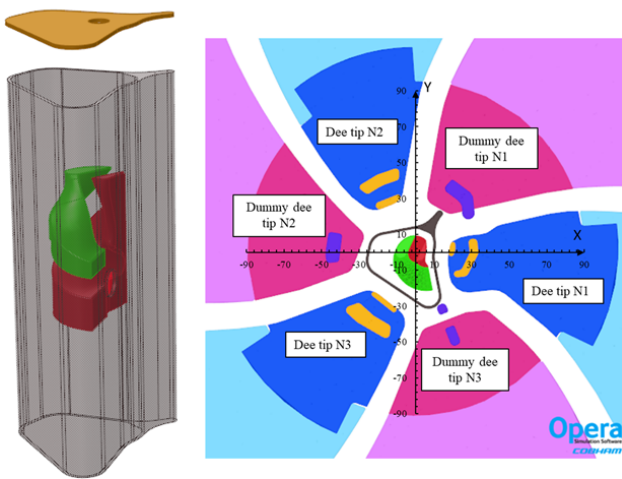 Y
90
Dee tip N2
Dummy dee
tip N1
70
50
Dummy dee
tip N2
30
10
X
-90 -70 -50 -30 -10 10 30 50 70 90
-10
Dee tip N1
-30
Dee tip N3
-50
Dummy dee
tip N3
-70
-90
Opera
Simulation Software
COBHAM